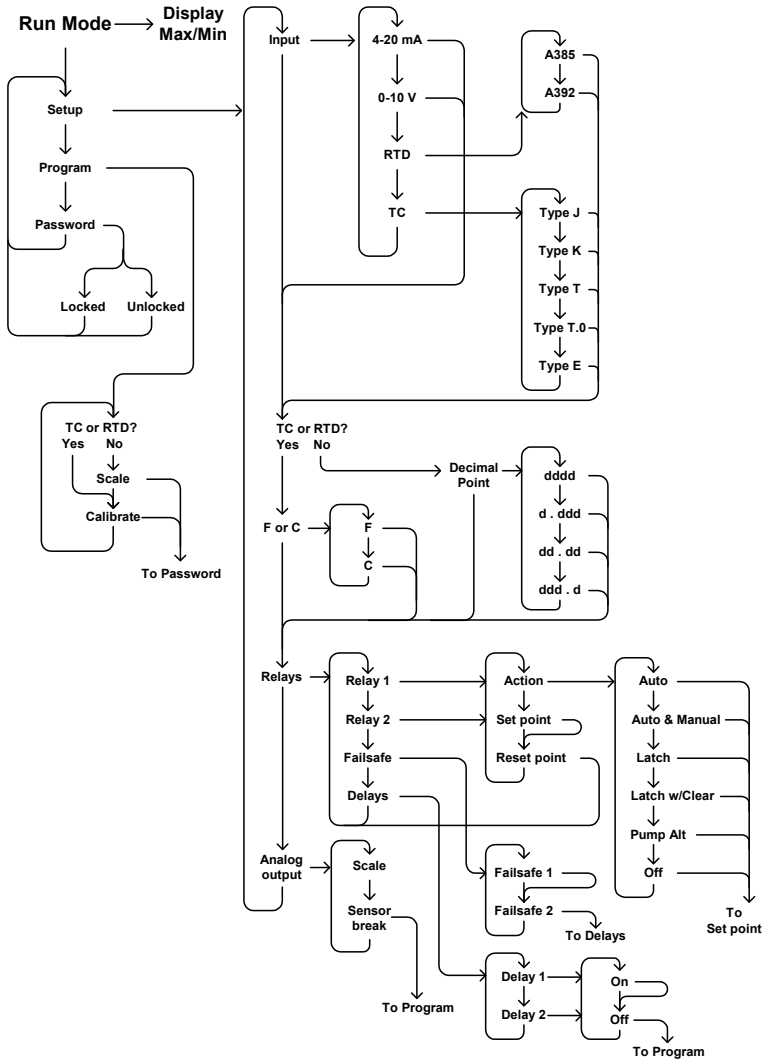 Run Mode
Display
Max/Min
Setup
Program
Password
Locked
Unlocked
TC or RTD?
Yes
No
Scale
Calibrate
To Password
Input
4-20 mA
0-10 V
RTD
TC
A385
A392
Type J
Type K
Type T
Type T.0
Type E
TC or RTD?
Yes
No
Decimal
Point
dddd
d . ddd
dd . dd
ddd . d
F or C
F
C
Relays
Relay 1
Relay 2
Failsafe
Delays
Action
Set point
Reset point
Auto
Auto & Manual
Latch
Latch w/Clear
Pump Alt
Off
To
Set point
Analog
output
Scale
Sensor
break
To Program
Failsafe 1
Failsafe 2
To Delays
Delay 1
Delay 2
On
Off
To Program